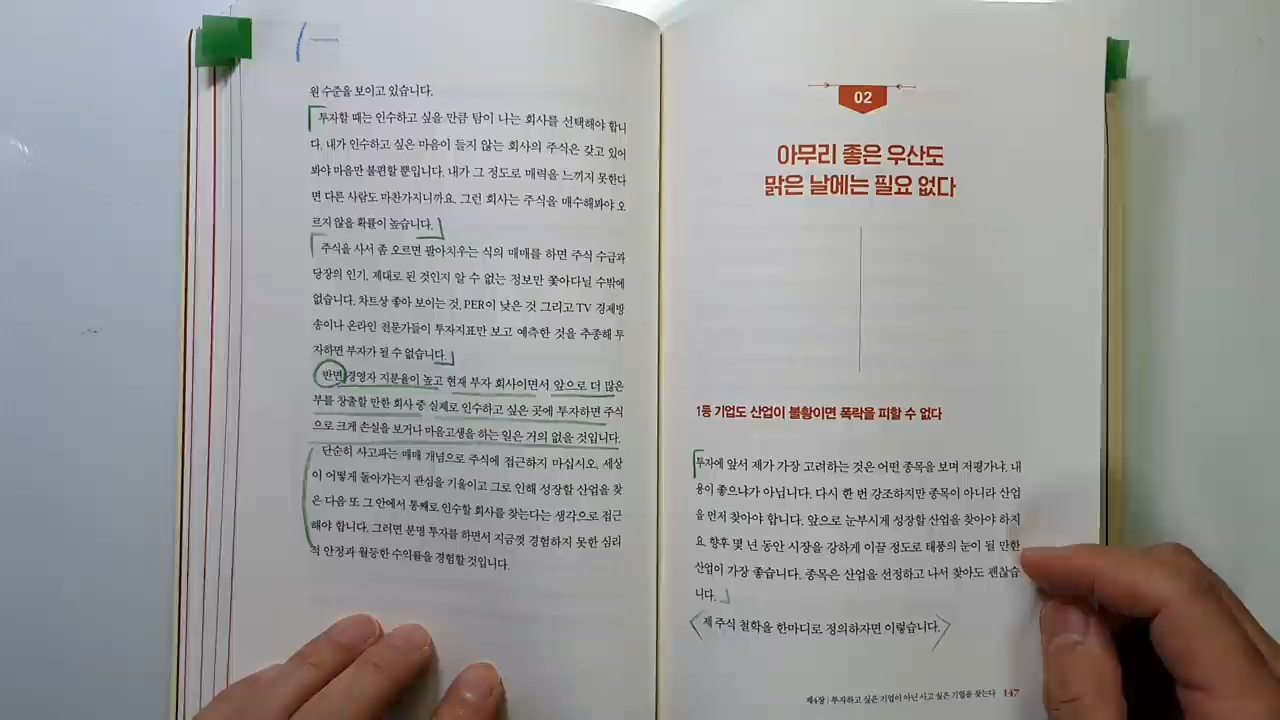 원 수준을 보이고 있습니다.
투자할 때는 인수하고 싶을 만큼 탐이 나는 회사를 선택해야 합니
다. 내가 인수하고 싶은 마음이 들지 않는 회사의 주식은 갖고 있어
봐야 마음만 불편할 뿐입니다. 내가 그 정도로 매력을 느끼지 못한다
면 다른 사람도 마찬가지니까요. 그런 회사는 주식을 매수해봐야 오
르지 않을 확률이 높습니다.
주식을 사서 좀 오르면 팔아치우는 식의 매매를 하면 주식 수급과
당장의 인기, 제대로 된 것인지 알 수 없는 정보만 쫓아다닐 수밖에
없습니다. 차트상 좋아 보이는 것, PER이 낮은 것 그리고 TV 경제방
송이나 온라인 전문가들이 투자지표만 보고 예측한 것을 추종해 투
자하면 부자가 될 수 없습니다.
반면 경영자 지분율이 높고 현재 부자 회사이면서 앞으로 더 많은
부를 창출할 만한 회사 중 실제로 인수하고 싶은 곳에 투자하면 주식
으로 크게 손실을 보거나 마음고생을 하는 일은 거의 없을 것입니다.
단순히 사고파는 매매 개념으로 주식에 접근하지 마십시오. 세상
이 어떻게 돌아가는지 관심을 기울이고 그로 인해 성장할 산업을 찾
은 다음 또 그 안에서 통째로 인수할 회사를 찾는다는 생각으로 접근
해야 합니다. 그러면 분명 투자를 하면서 지금껏 경험하지 못한 심리
적 안정과 월등한 수익률을 경험할 것입니다.
02
아무리 좋은 우산도
맑은 날에는 필요 없다
1등 기업도 산업이 불황이면 폭락을 피할 수 없다
투자에 앞서 제가 가장 고려하는 것은 어떤 종목을 보며 저평가냐, 내
용이 좋으냐가 아닙니다. 다시 한 번 강조하지만 종목이 아니라 산업
을 먼저 찾아야 합니다. 앞으로 눈부시게 성장할 산업을 찾아야 하지
요. 향후 몇 년 동안 시장을 강하게 이끌 정도로 태풍의 눈이 될 만한
산업이 가장 좋습니다. 종목은 산업을 선정하고 나서 찾아도 괜찮습
니다.
제 주식 철학을 한마디로 정의하자면 이렇습니다.
제4장 | 투자하고 싶은 기업이 아닌 사고 싶은 기업을 찾는다 147